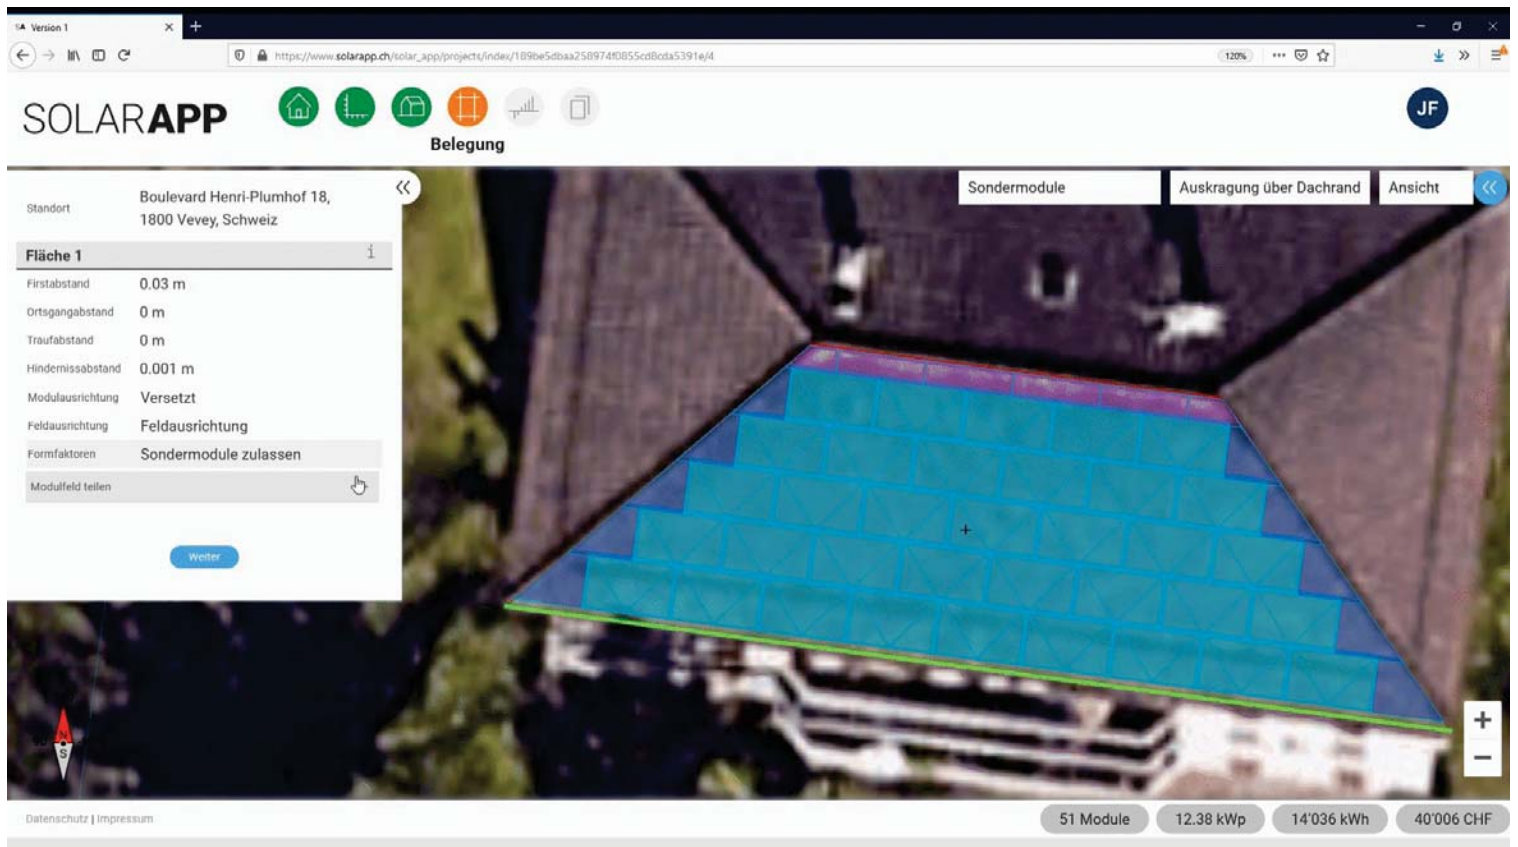 SA Version 1
https://www.solarapp.ch/solar_app/projects/index/189be5dbaa258974f0855cd8cda5391e/4
120%
SOLARAPP
Belegung
JF
Standort
Boulevard Henri-Plumhof 18,
1800 Vevey, Schweiz
Fläche 1
i
Firstabstand 0.03 m
Ortsgangabstand 0 m
Traufabstand 0 m
Hindernissabstand 0.001 m
Modulausrichtung Versetzt
Feldausrichtung Feldausrichtung
Formfaktoren Sondermodule zulassen
Modulfeld teilen
Weiter
Sondermodule
Auskragung über Dachrand
Ansicht
N
S
+
−
Datenschutz | Impressum
51 Module
12.38 kWp
14'036 kWh
40'006 CHF